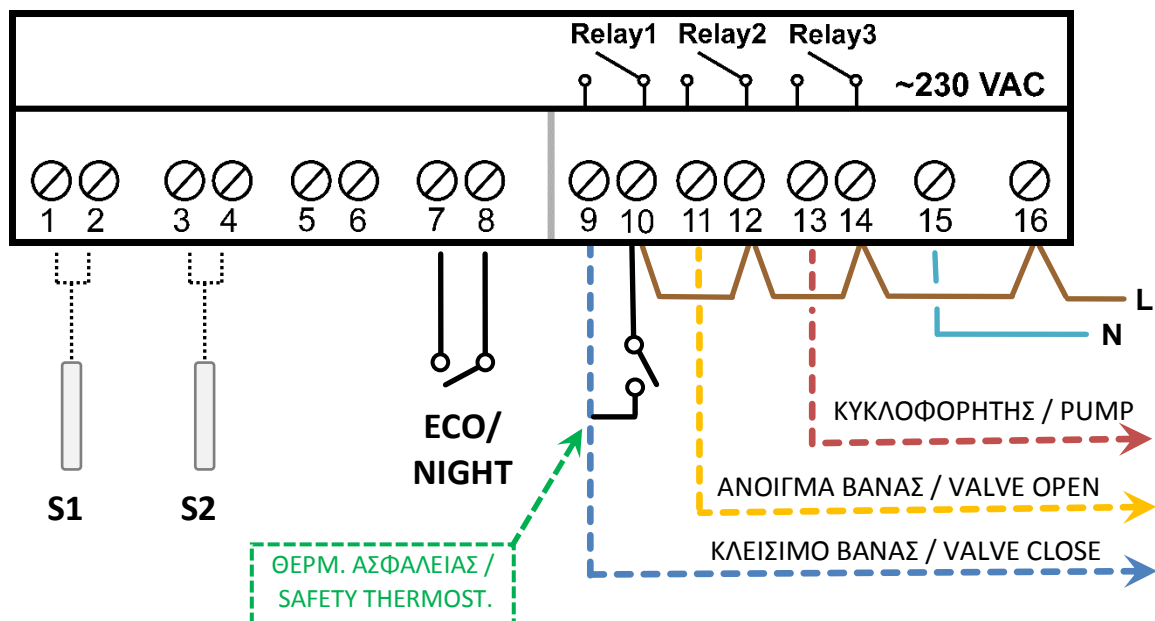 Relay1 Relay2 Relay3
~230 VAC
1 2 3 4 5 6 7 8 9 10 11 12 13 14 15 16
L
N
ECO/
NIGHT
S1 S2
ΚΥΚΛΟΦΟΡΗΤΗΣ / PUMP
ΑΝΟΙΓΜΑ ΒΑΝΑΣ / VALVE OPEN
ΚΛΕΙΣΙΜΟ ΒΑΝΑΣ / VALVE CLOSE
ΘΕΡΜ. ΑΣΦΑΛΕΙΑΣ /
SAFETY THERMOST.